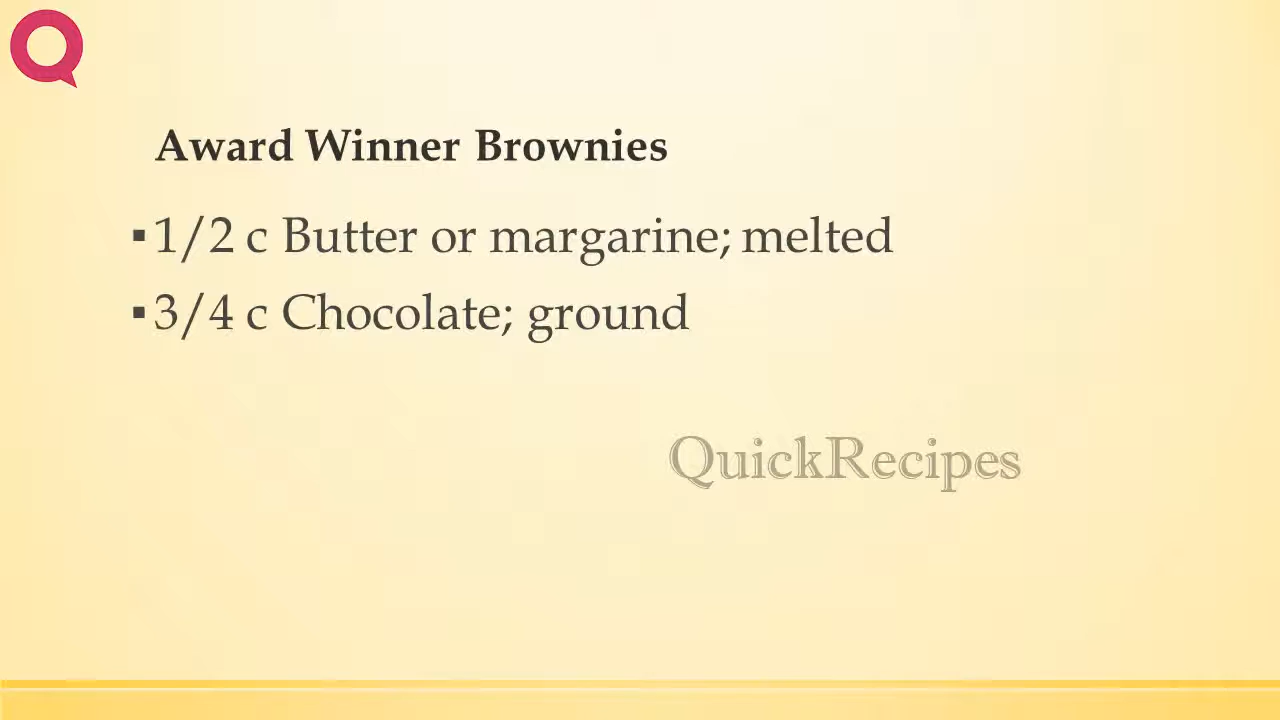 Award Winner Brownies
▪1/2 c Butter or margarine; melted
▪3/4 c Chocolate; ground
QuickRecipes